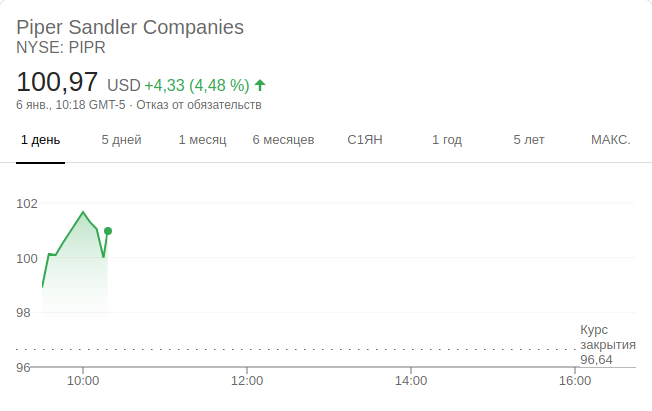 Piper Sandler Companies
NYSE: PIPR
100,97 USD +4,33 (4,48 %)
6 янв., 10:18 GMT-5 · Отказ от обязательств
1 день 5 дней 1 месяц 6 месяцев С1ЯН 1 год 5 лет МАКС.
102
100
98
Курс
закрытия
96,64
96
10:00 12:00 14:00 16:00